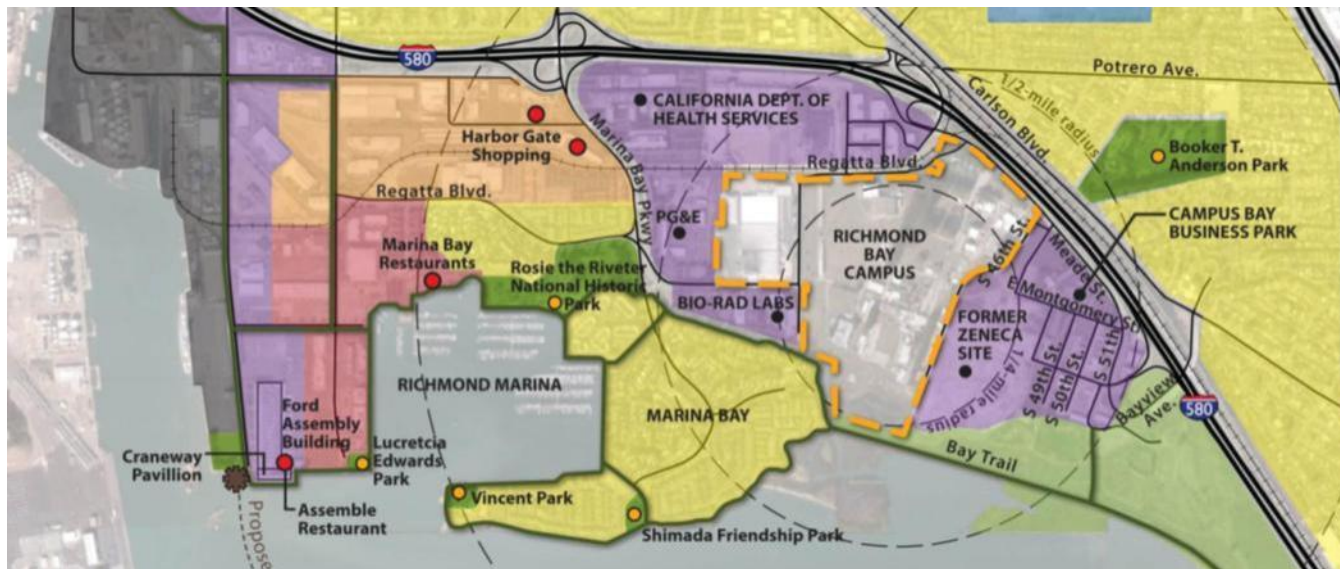 580
Potrero Ave.
Carlson Blvd.
1/2-mile radius
CALIFORNIA DEPT. OF
HEALTH SERVICES
Harbor Gate
Shopping
Marina Bay Pkwy
Regatta Blvd.
Booker T.
Anderson Park
Regatta Blvd.
PG&E
RICHMOND
BAY
CAMPUS
S 46th St.
CAMPUS BAY
BUSINESS PARK
Meade St.
E Montgomery St.
Marina Bay
Restaurants
Rosie the Riveter
National Historic
Park
BIO-RAD LABS
FORMER
ZENECA
SITE
1/4-mile radius
S 49th St.
S 50th St.
S 51th
Bayview
Ave.
580
RICHMOND MARINA
MARINA BAY
Ford
Assembly
Building
Craneway
Pavillion
Lucretcia
Edwards
Park
Bay Trail
Vincent Park
Assemble
Restaurant
Shimada Friendship Park
Propose